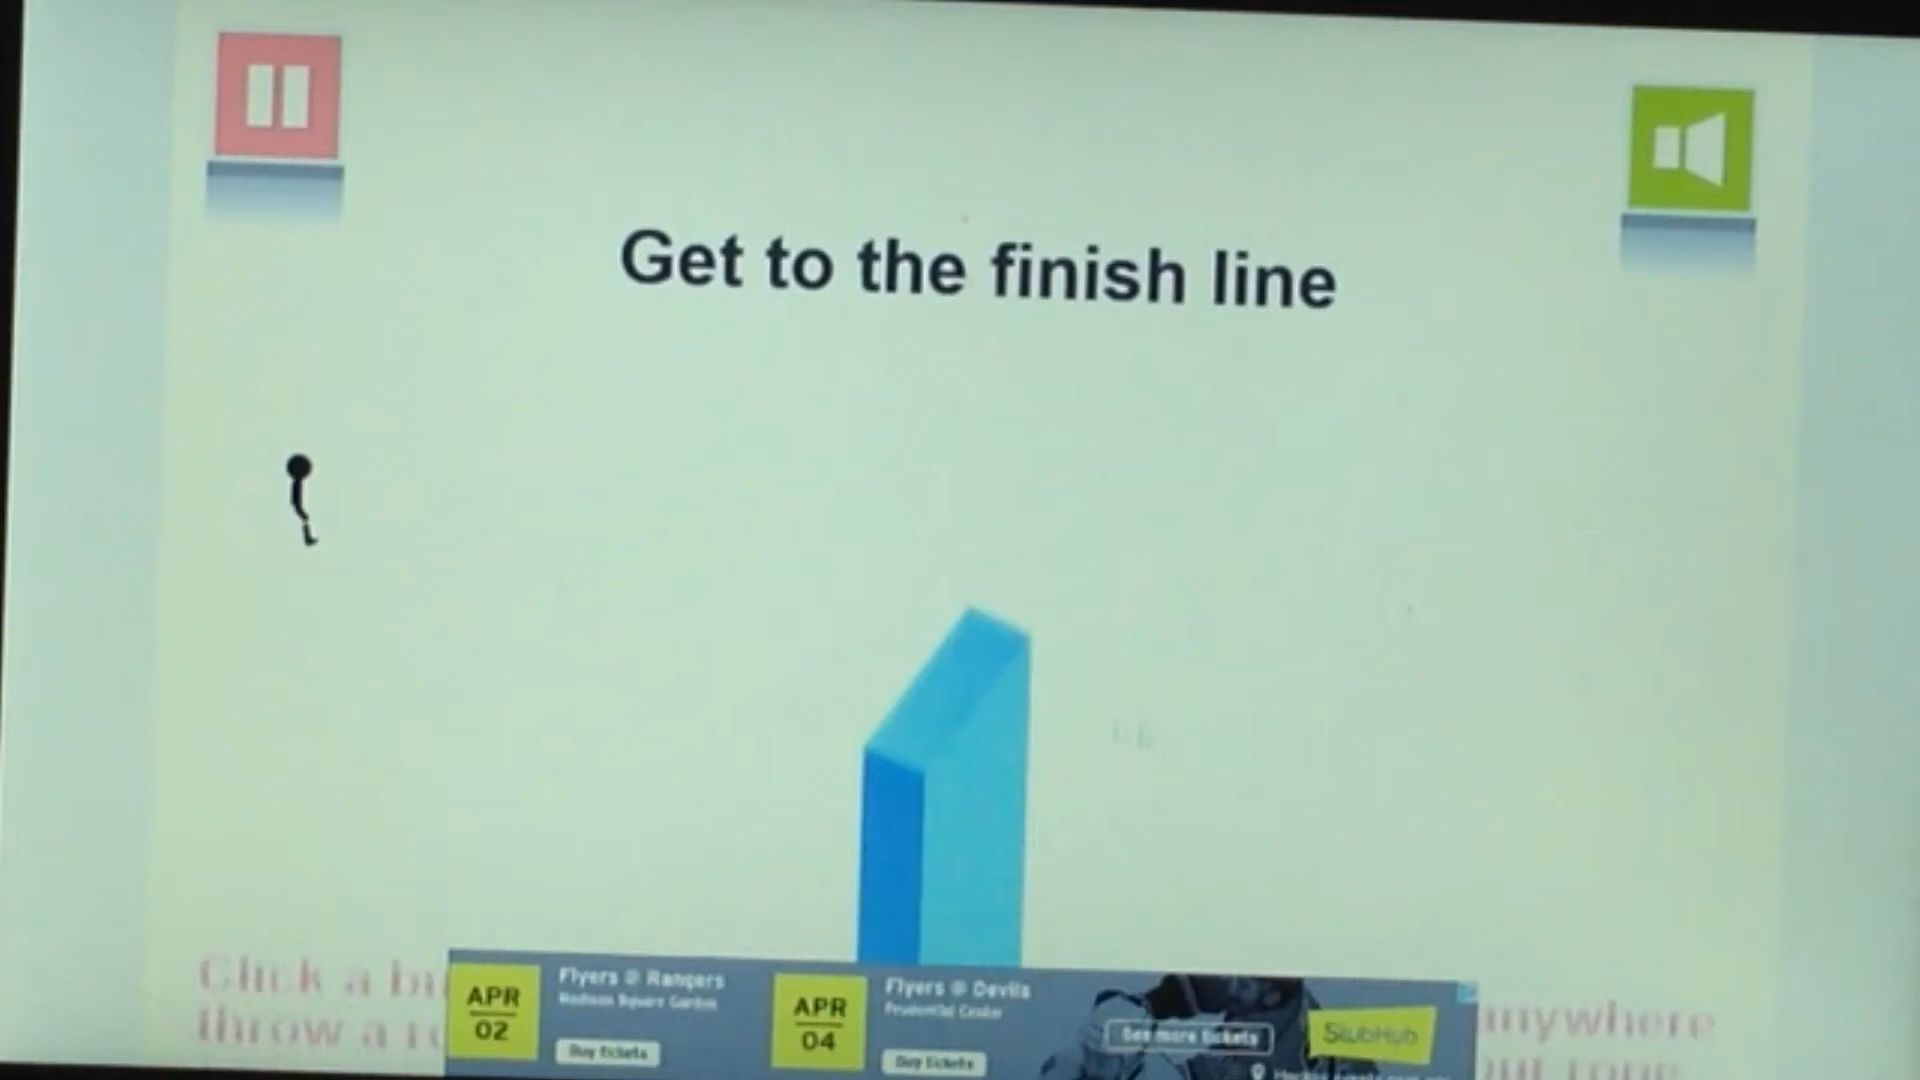 Get to the finish line
Click a
throw a
APR
02
Flyers @ Rangers
Madison Square Garden
Buy tickets
APR
04
Flyers @ Devils
Prudential Center
Buy tickets
See more tickets
StubHub
anywhere